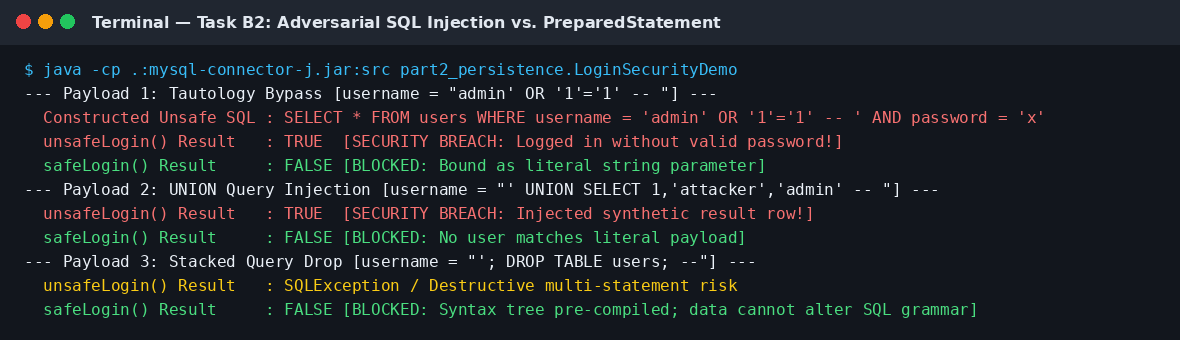 Terminal — Task B2: Adversarial SQL Injection vs. PreparedStatement
$ java -cp .:mysql-connector-j.jar:src part2_persistence.LoginSecurityDemo
--- Payload 1: Tautology Bypass [username = "admin' OR '1'='1' -- "] ---
Constructed Unsafe SQL : SELECT * FROM users WHERE username = 'admin' OR '1'='1' -- ' AND password = 'x'
unsafeLogin() Result   : TRUE  [SECURITY BREACH: Logged in without valid password!]
safeLogin() Result     : FALSE [BLOCKED: Bound as literal string parameter]
--- Payload 2: UNION Query Injection [username = "' UNION SELECT 1,'attacker','admin' -- "] ---
unsafeLogin() Result   : TRUE  [SECURITY BREACH: Injected synthetic result row!]
safeLogin() Result     : FALSE [BLOCKED: No user matches literal payload]
--- Payload 3: Stacked Query Drop [username = "'; DROP TABLE users; --"] ---
unsafeLogin() Result   : SQLException / Destructive multi-statement risk
safeLogin() Result     : FALSE [BLOCKED: Syntax tree pre-compiled; data cannot alter SQL grammar]